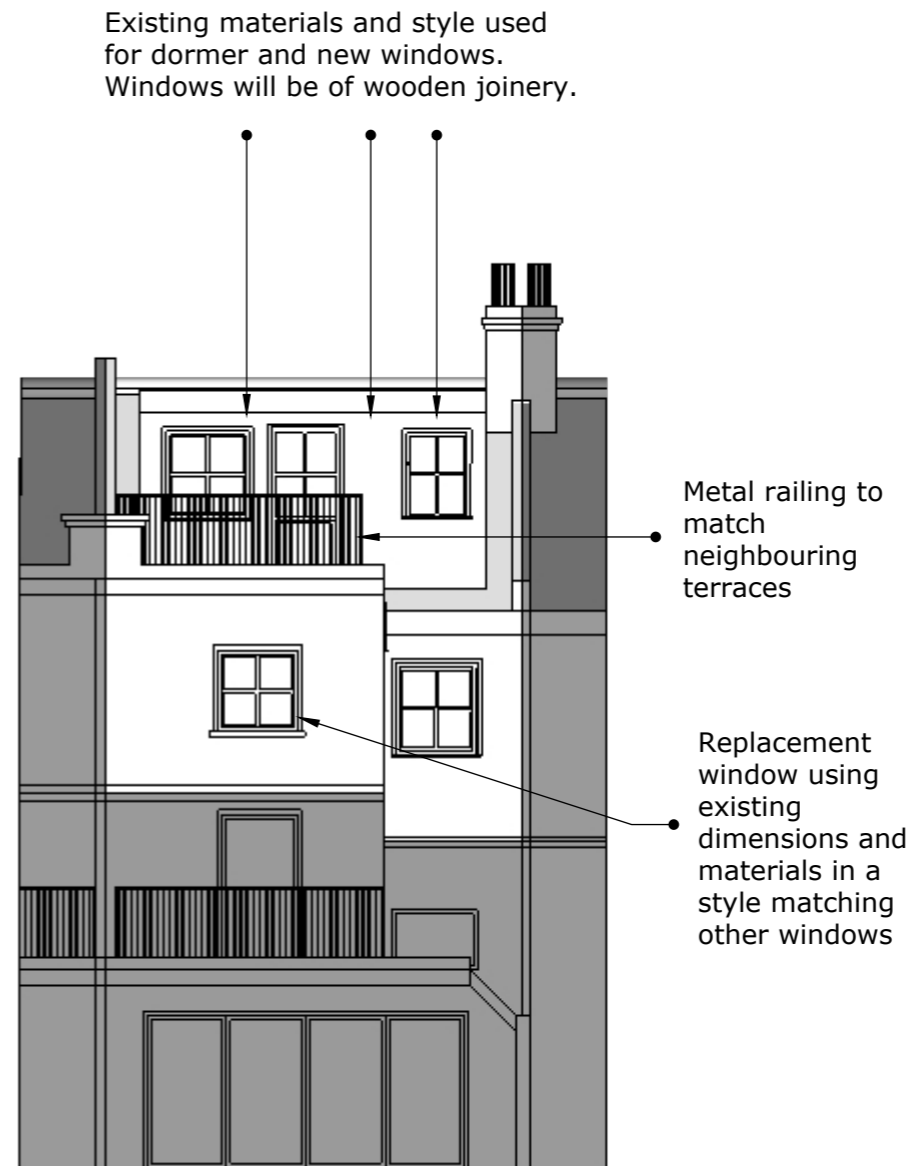 Existing materials and style used
for dormer and new windows.
Windows will be of wooden joinery.
Metal railing to
match
neighbouring
terraces
Replacement
window using
existing
dimensions and
materials in a
style matching
other windows